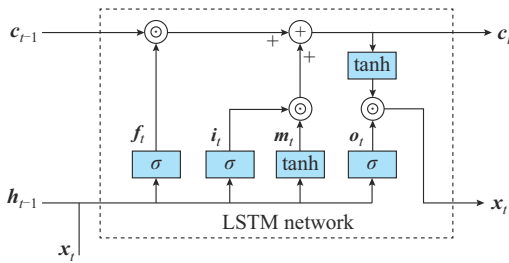 c_{t−1} ⊙ + + c_t
+
tanh
⊙ ⊙
f_t i_t m_t o_t
σ σ tanh σ
h_{t−1} x_t
LSTM network
x_t